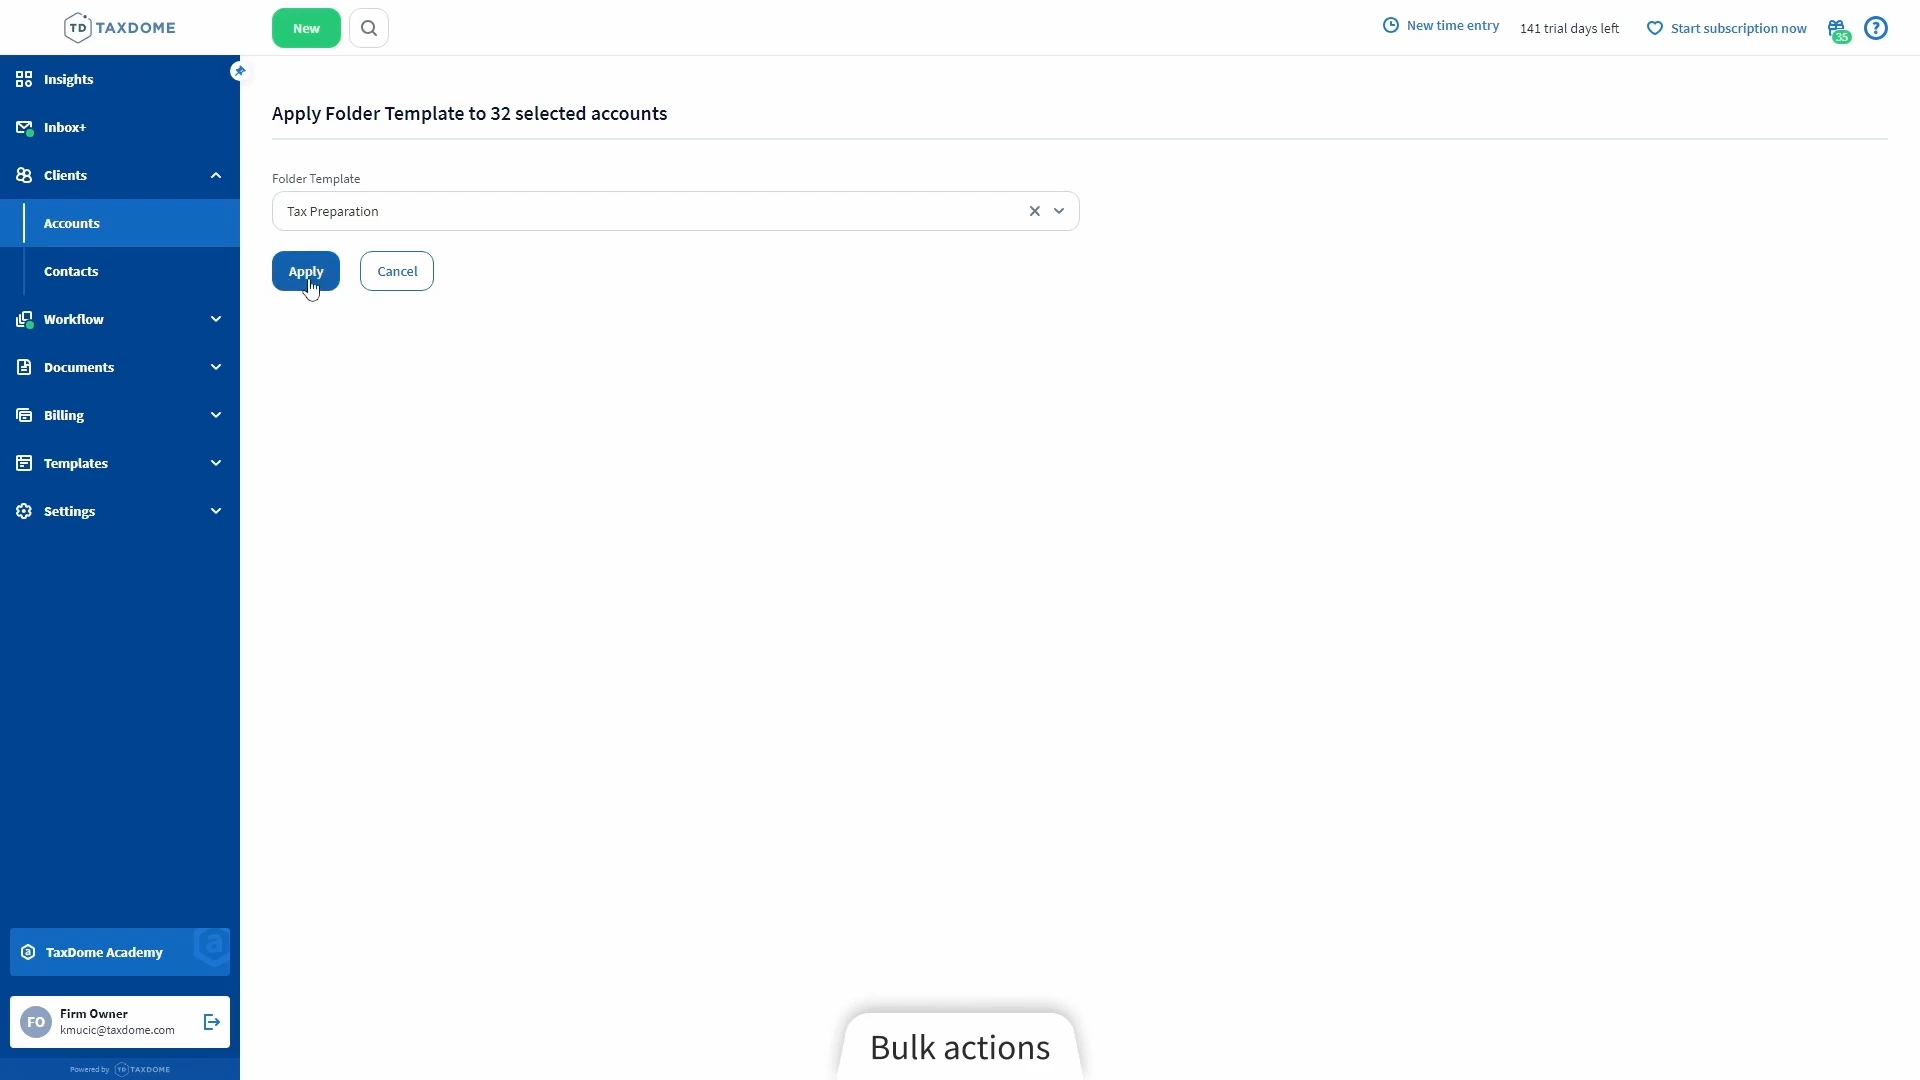 TD TAXDOME
New
New time entry
141 trial days left
Start subscription now
35
?
Insights
Inbox+
Clients
Accounts
Contacts
Workflow
Documents
Billing
Templates
Settings
Apply Folder Template to 32 selected accounts
Folder Template
Tax Preparation
Apply
Cancel
a TaxDome Academy
a
FO
Firm Owner
kmucic@taxdome.com
Powered by TD TAXDOME
Bulk actions